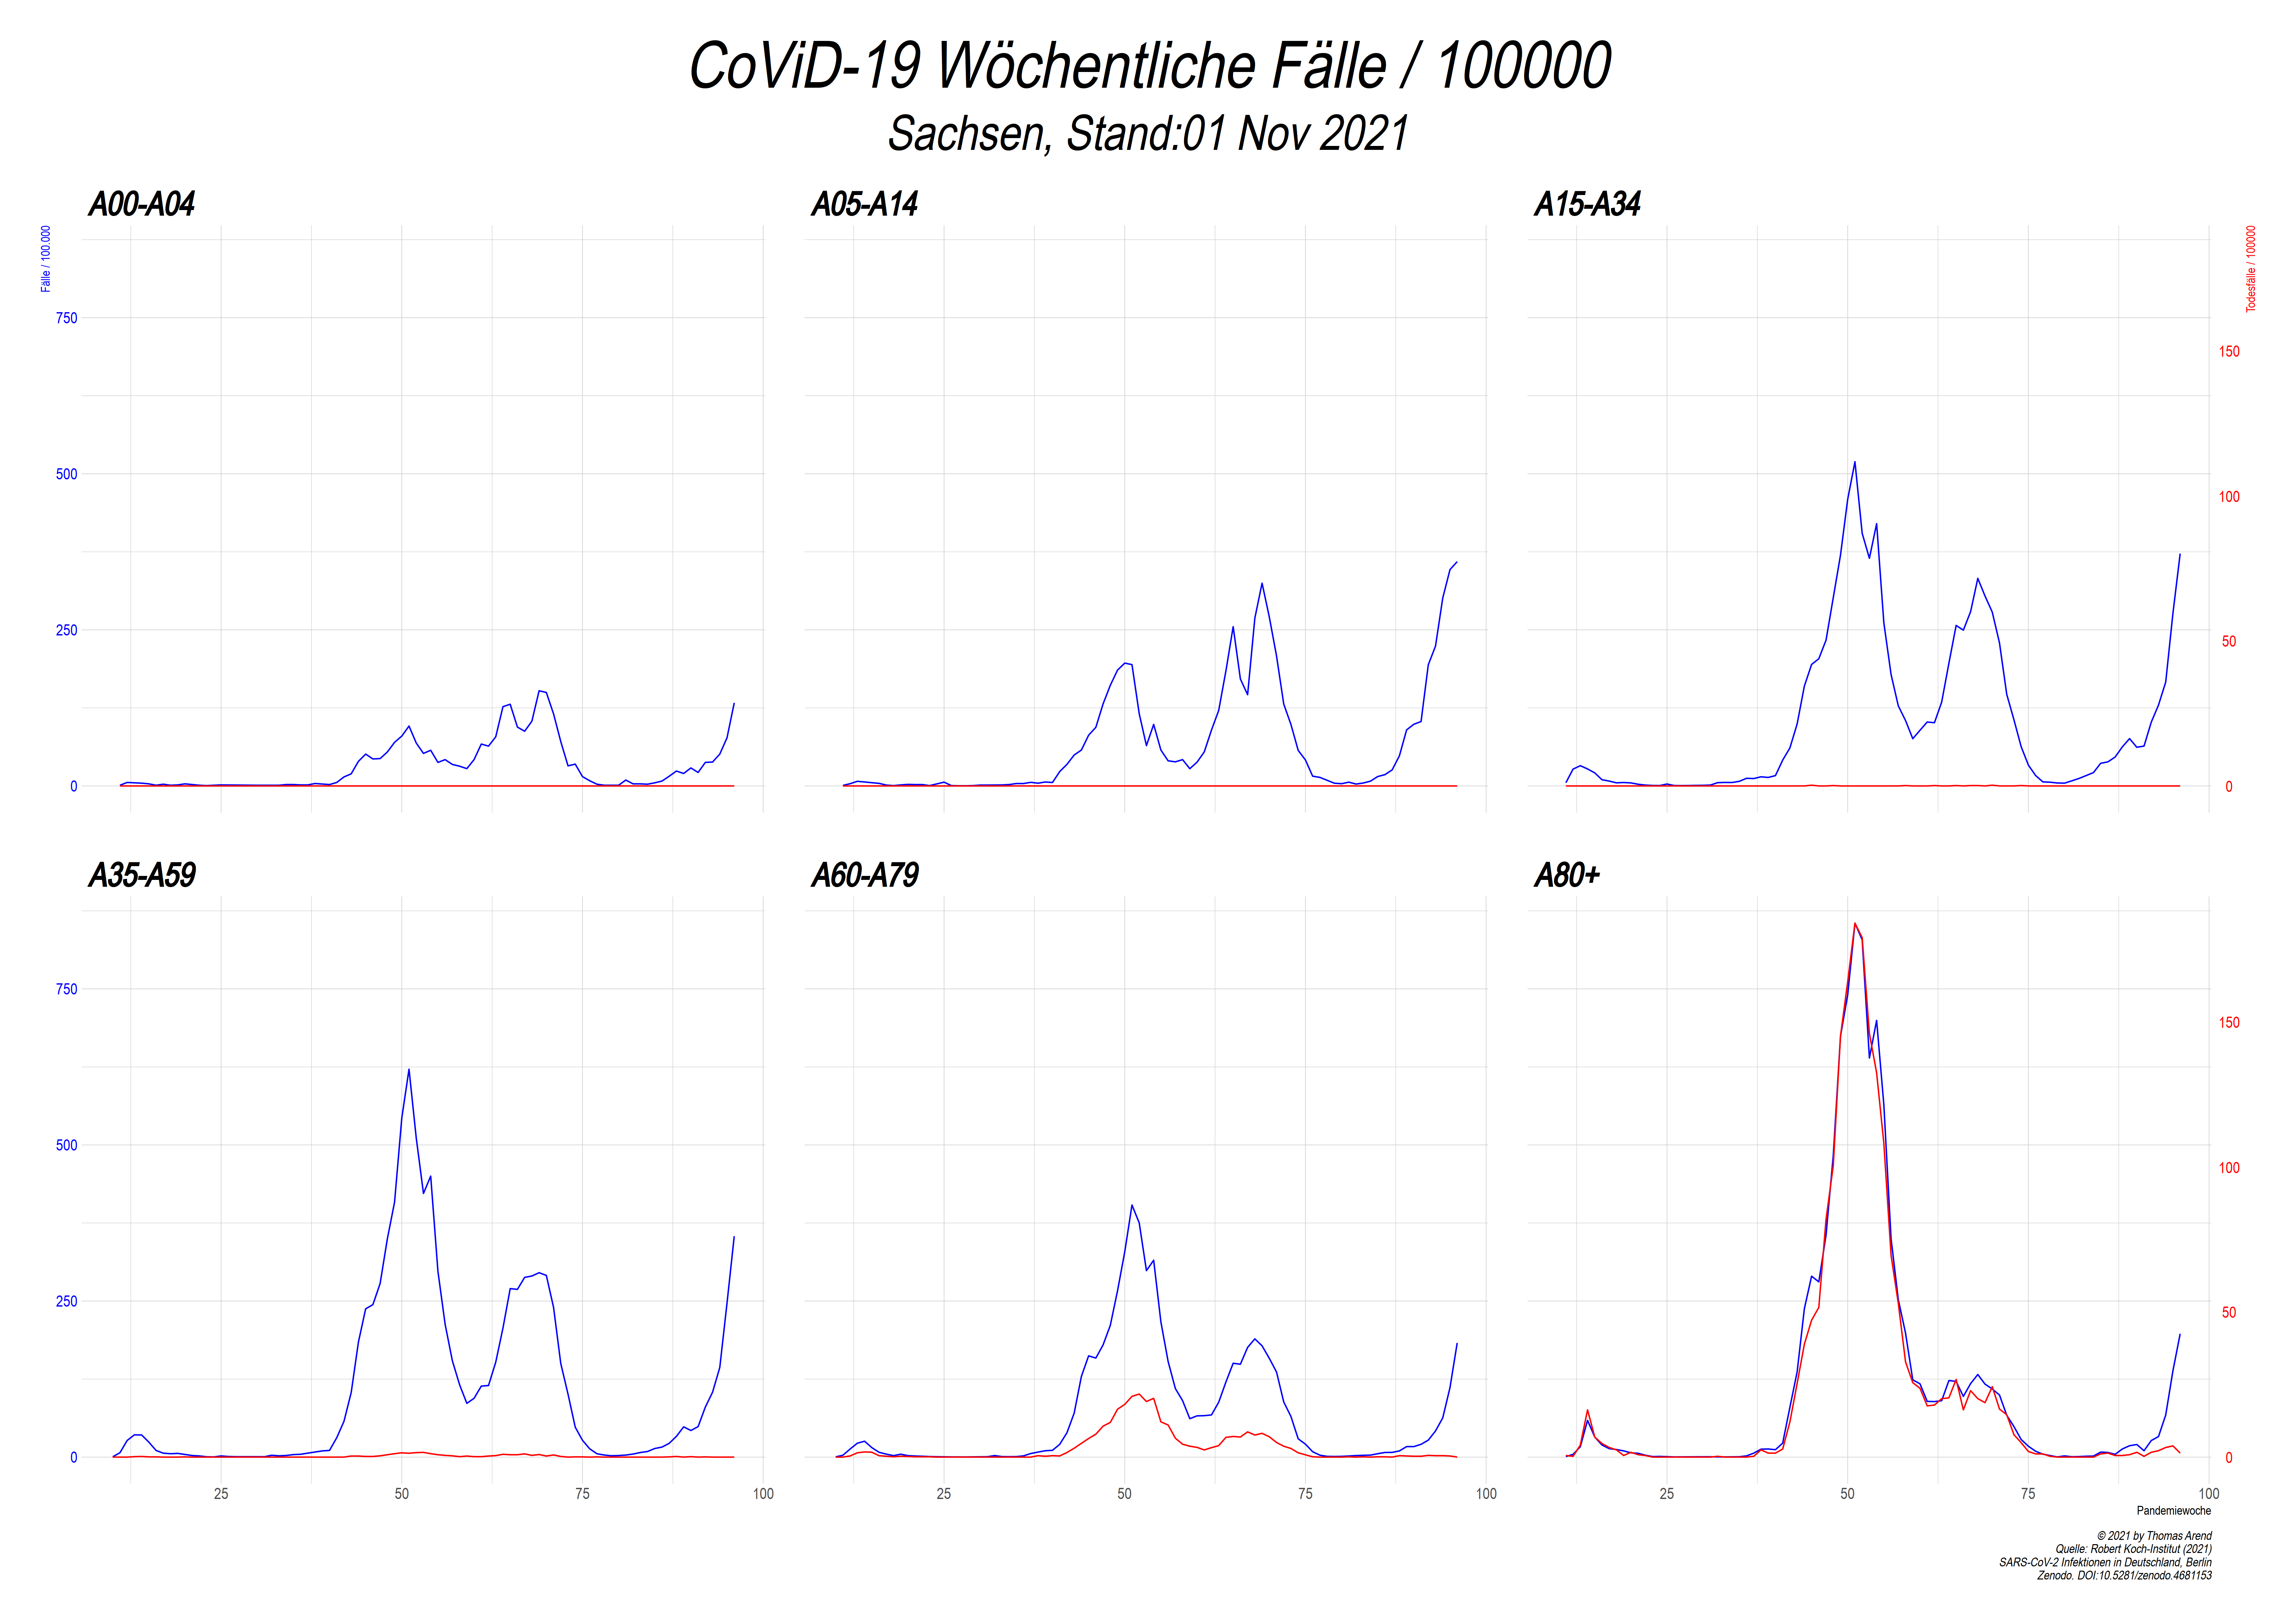 CoViD-19 Wöchentliche Fälle / 100000
Sachsen, Stand:01 Nov 2021
A00-A04
A05-A14
A15-A34
Fälle / 100.000
Todesfälle / 100000
750
500
250
0
150
100
50
0
A35-A59
A60-A79
A80+
750
500
250
0
150
100
50
0
25
50
75
100
25
50
75
100
25
50
75
100
Pandemiewoche
© 2021 by Thomas Arend
Quelle: Robert Koch-Institut (2021)
SARS-CoV-2 Infektionen in Deutschland, Berlin
Zenodo. DOI:10.5281/zenodo.4681153